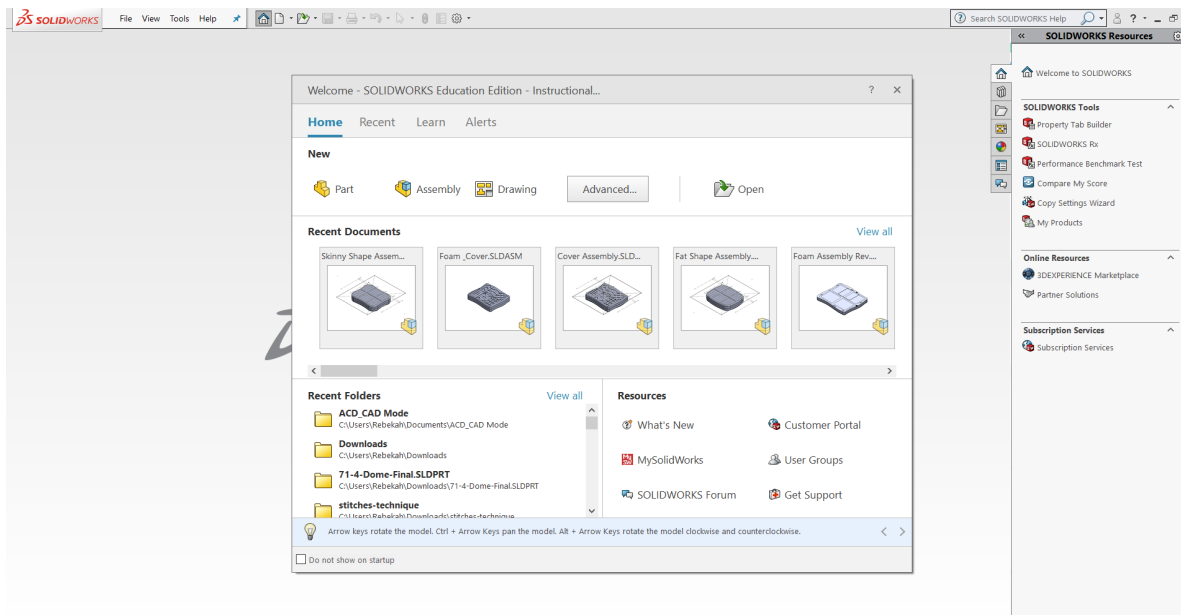 SOLIDWORKS File View Tools Help Search SOLIDWORKS Help ?
SOLIDWORKS Resources
Welcome to SOLIDWORKS
SOLIDWORKS Tools
Property Tab Builder
SOLIDWORKS Rx
Performance Benchmark Test
Compare My Score
Copy Settings Wizard
My Products
Online Resources
3DEXPERIENCE Marketplace
Partner Solutions
Subscription Services
Subscription Services
Welcome - SOLIDWORKS Education Edition - Instructional... ?
Home Recent Learn Alerts
New
Part Assembly Drawing Advanced... Open
Recent Documents View all
Skinny Shape Assem... Foam _Cover.SLDASM Cover Assembly.SLD... Fat Shape Assembly.... Foam Assembly Rev....
Recent Folders View all
ACD_CAD Mode
C:\Users\Rebekah\Documents\ACD_CAD Mode
Downloads
C:\Users\Rebekah\Downloads
71-4-Dome-Final.SLDPRT
C:\Users\Rebekah\Downloads\71-4-Dome-Final.SLDPRT
stitches-technique
C:\Users\Rebekah\Downloads\stitches-technique
Resources
What's New Customer Portal
MySolidWorks User Groups
SOLIDWORKS Forum Get Support
Arrow keys rotate the model. Ctrl + Arrow Keys pan the model. Alt + Arrow Keys rotate the model clockwise and counterclockwise.
Do not show on startup